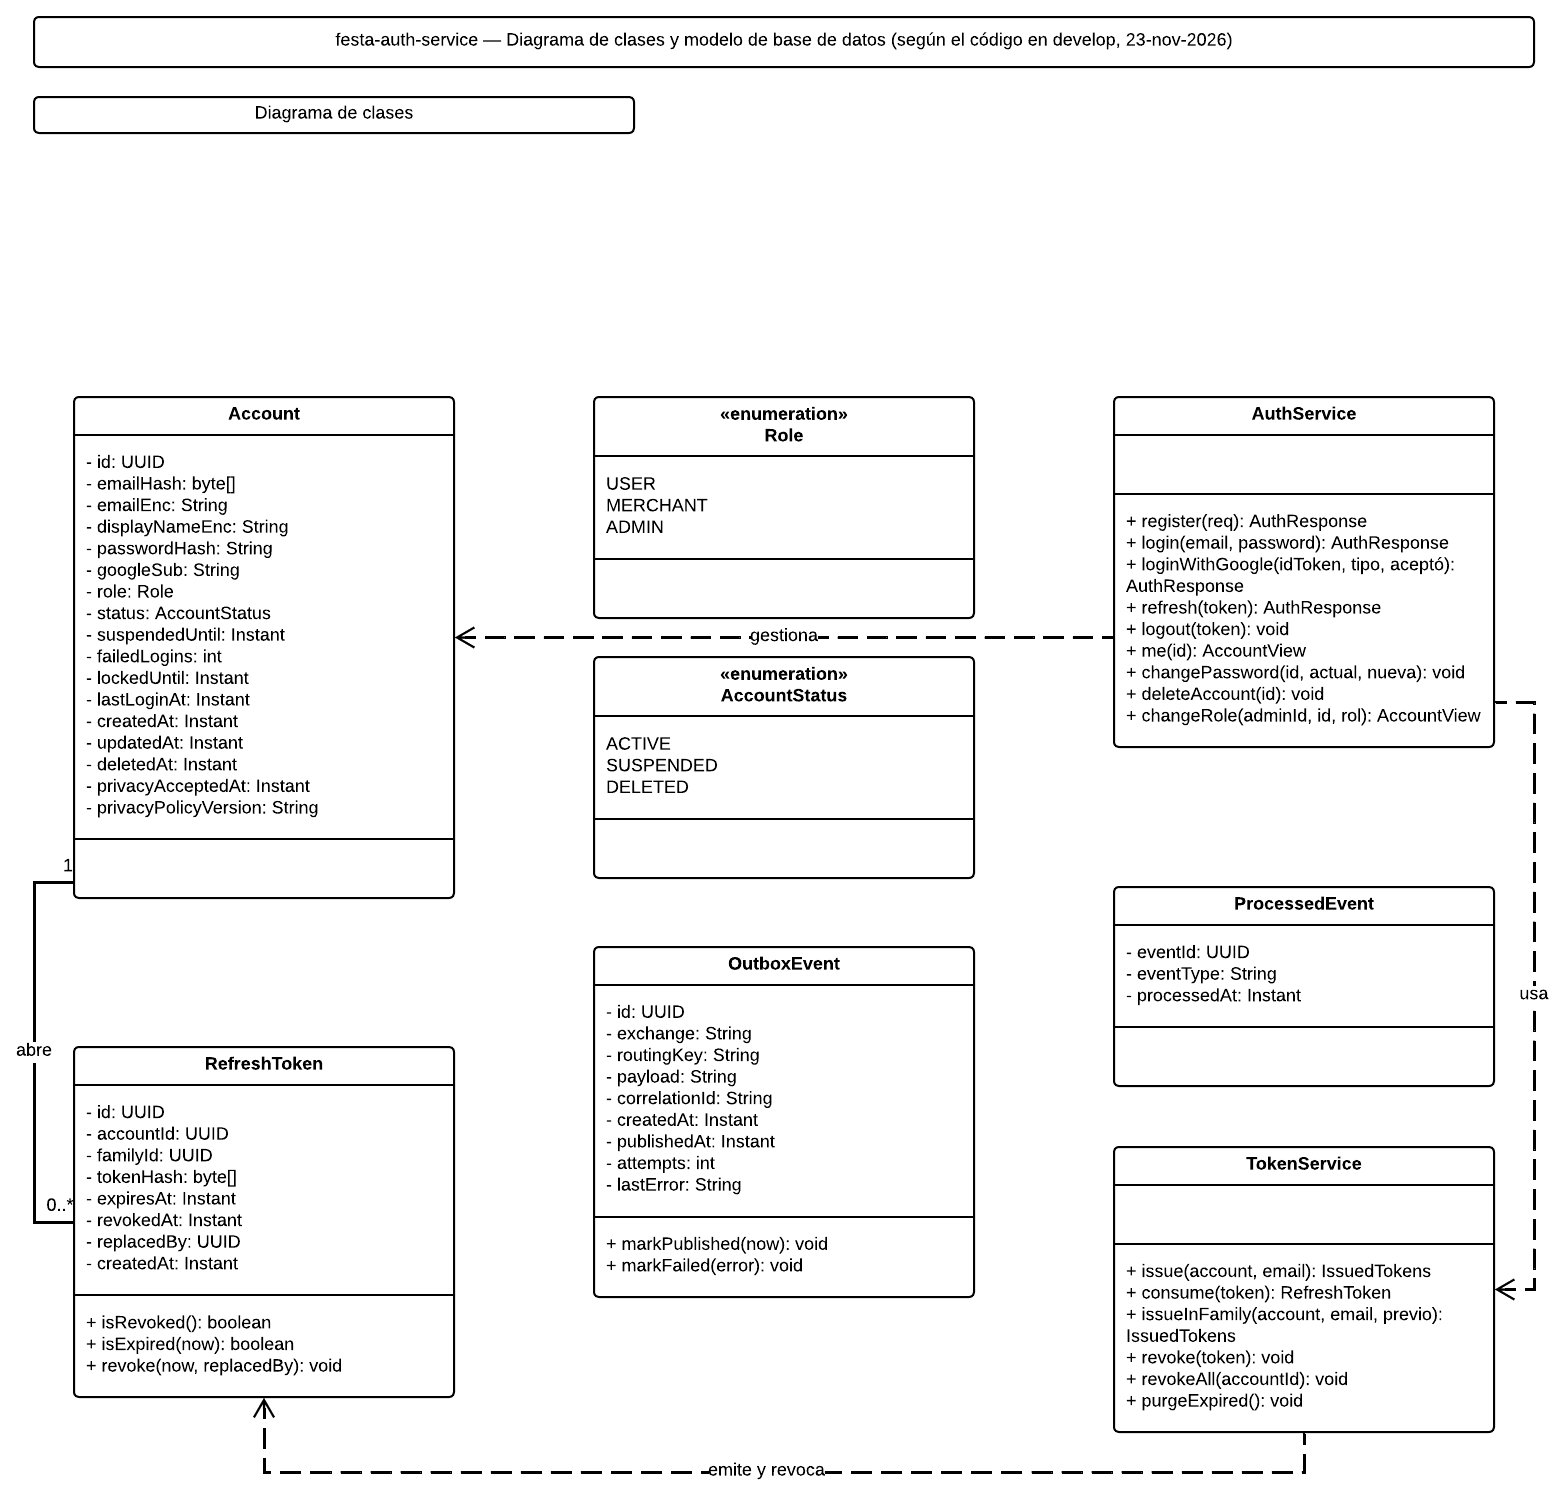 festa-auth-service — Diagrama de clases y modelo de base de datos (según el código en develop, 23-nov-2026)
Diagrama de clases
Account
- id: UUID
- emailHash: byte[]
- emailEnc: String
- displayNameEnc: String
- passwordHash: String
- googleSub: String
- role: Role
- status: AccountStatus
- suspendedUntil: Instant
- failedLogins: int
- lockedUntil: Instant
- lastLoginAt: Instant
- createdAt: Instant
- updatedAt: Instant
- deletedAt: Instant
- privacyAcceptedAt: Instant
- privacyPolicyVersion: String
«enumeration»
Role
USER
MERCHANT
ADMIN
AuthService
+ register(req): AuthResponse
+ login(email, password): AuthResponse
+ loginWithGoogle(idToken, tipo, aceptó):
AuthResponse
+ refresh(token): AuthResponse
+ logout(token): void
+ me(id): AccountView
+ changePassword(id, actual, nueva): void
+ deleteAccount(id): void
+ changeRole(adminId, id, rol): AccountView
gestiona
«enumeration»
AccountStatus
ACTIVE
SUSPENDED
DELETED
1
abre
0..*
ProcessedEvent
- eventId: UUID
- eventType: String
- processedAt: Instant
usa
OutboxEvent
- id: UUID
- exchange: String
- routingKey: String
- payload: String
- correlationId: String
- createdAt: Instant
- publishedAt: Instant
- attempts: int
- lastError: String
+ markPublished(now): void
+ markFailed(error): void
RefreshToken
- id: UUID
- accountId: UUID
- familyId: UUID
- tokenHash: byte[]
- expiresAt: Instant
- revokedAt: Instant
- replacedBy: UUID
- createdAt: Instant
+ isRevoked(): boolean
+ isExpired(now): boolean
+ revoke(now, replacedBy): void
TokenService
+ issue(account, email): IssuedTokens
+ consume(token): RefreshToken
+ issueInFamily(account, email, previo):
IssuedTokens
+ revoke(token): void
+ revokeAll(accountId): void
+ purgeExpired(): void
emite y revoca